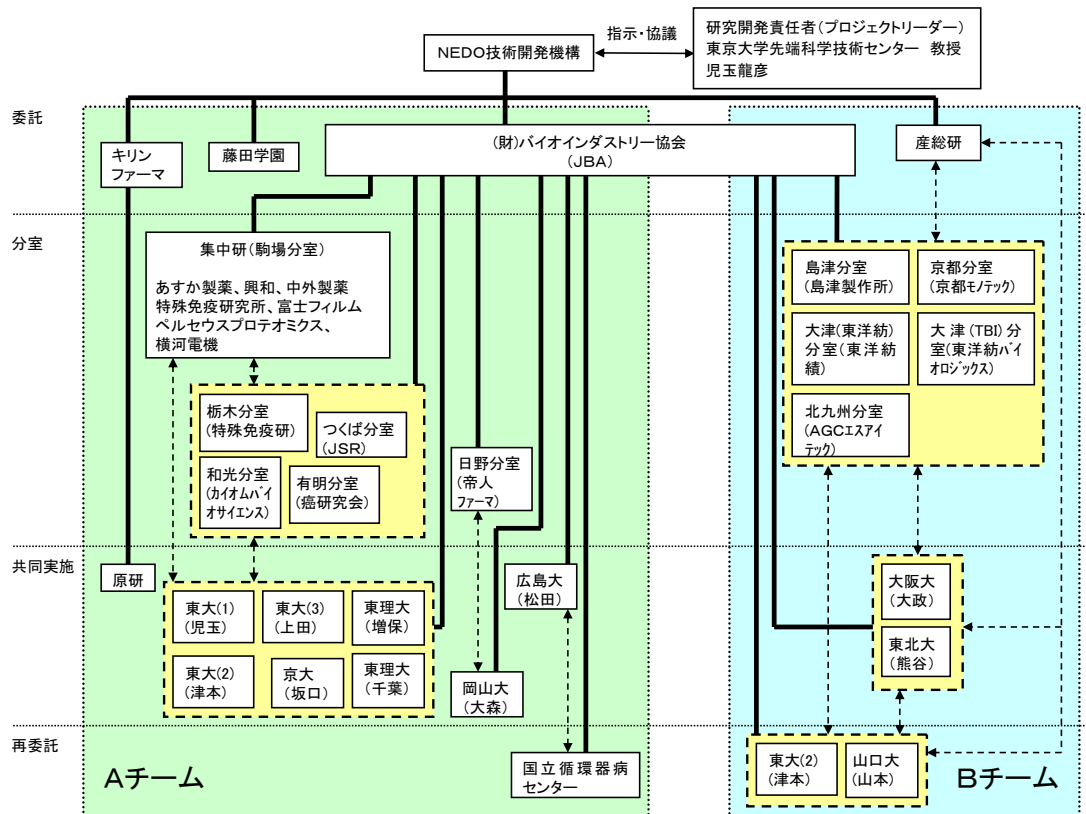 指示・協議
NEDO技術開発機構
研究開発責任者(プロジェクトリーダー)
東京大学先端科学技術センター 教授
児玉龍彦
委託
キリン
ファーマ
藤田学園
(財)バイオインダストリー協会
(JBA)
産総研
分室
集中研(駒場分室)
あすか製薬、興和、中外製薬
特殊免疫研究所、富士フィルム
ペルセウスプロテオミクス、
横河電機
島津分室
(島津製作所)
京都分室
(京都モノテック)
大津(東洋紡)
分室(東洋紡
績)
大津(TBI)分
室(東洋紡バイ
オロジックス)
北九州分室
(AGCエスアイ
テック)
栃木分室
(特殊免疫研)
つくば分室
(JSR)
和光分室
(カイオムバイ
オサイエンス)
有明分室
(癌研究会)
日野分室
(帝人
ファーマ)
共同実施
原研
東大(1)
(児玉)
東大(3)
(上田)
東理大
(増保)
東大(2)
(津本)
京大
(坂口)
東理大
(千葉)
広島大
(松田)
岡山大
(大森)
大阪大
(大政)
東北大
(熊谷)
再委託
Aチーム
国立循環器病
センター
東大(2)
(津本)
山口大
(山本)
Bチーム